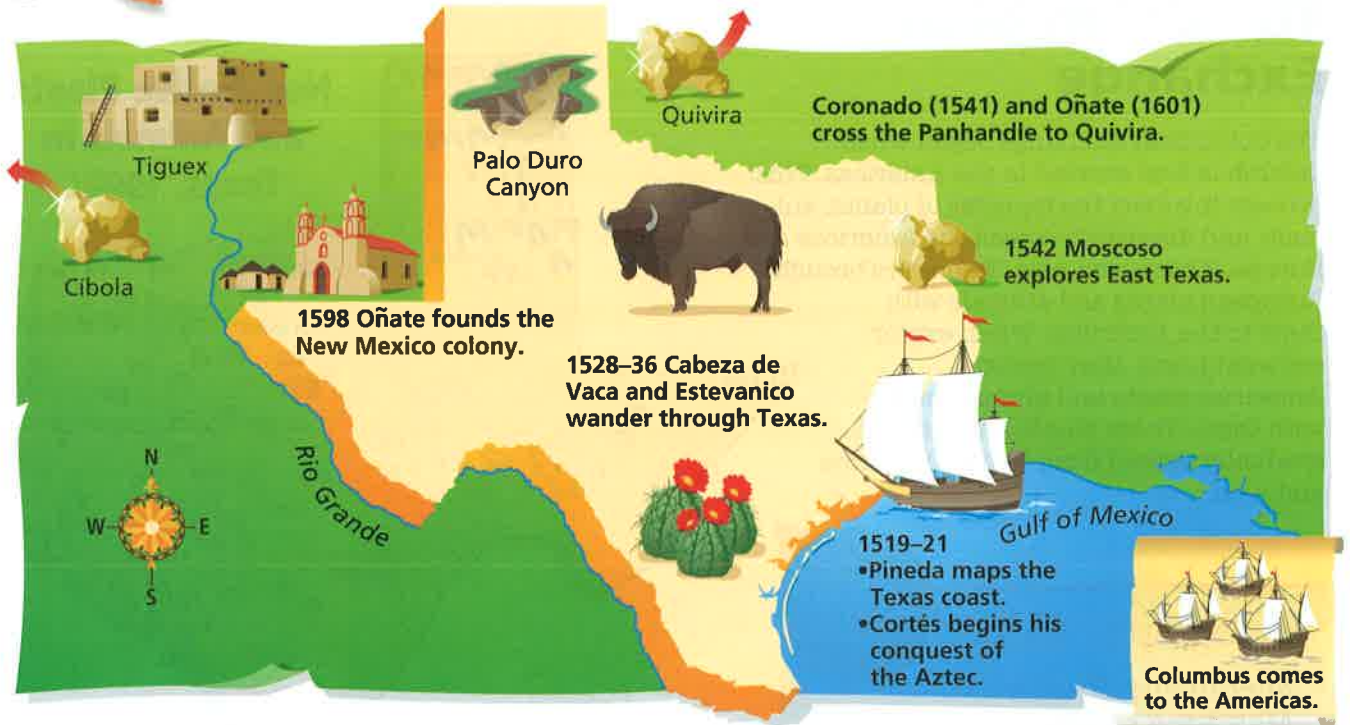 Tiguex
Cíbola
Palo Duro
Canyon
Quivira
Coronado (1541) and Oñate (1601)
cross the Panhandle to Quivira.
1542 Moscoso
explores East Texas.
1598 Oñate founds the
New Mexico colony.
1528–36 Cabeza de
Vaca and Estevanico
wander through Texas.
Rio Grande
N
W
E
S
Gulf of Mexico
1519–21
•Pineda maps the
Texas coast.
•Cortés begins his
conquest of
the Aztec.
Columbus comes
to the Americas.